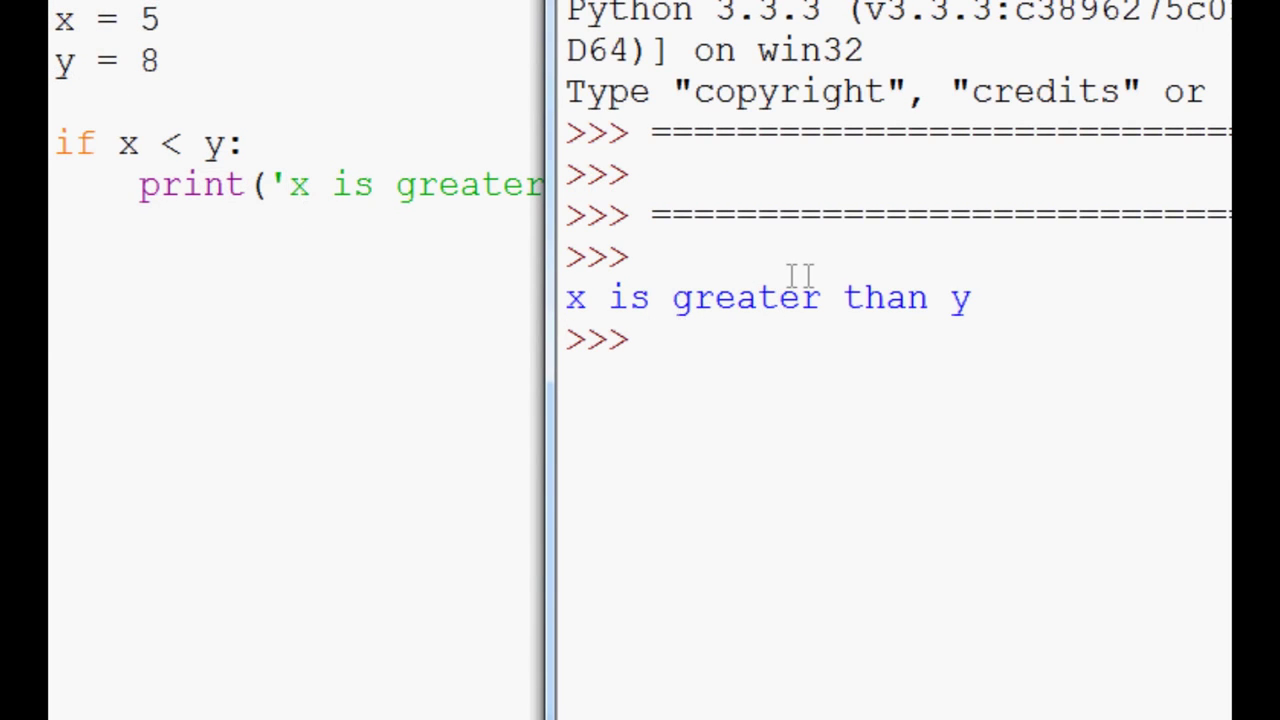 x = 5
y = 8
if x < y:
    print('x is greater
Python 3.3.3 (v3.3.3:c3896275c0
D64)] on win32
Type "copyright", "credits" or
>>> ===========================
>>>
>>> ===========================
>>>
x is greater than y
>>>